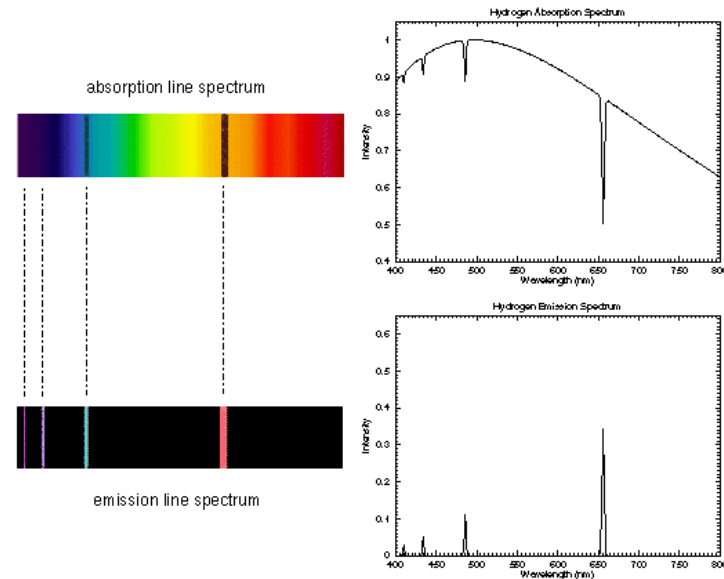 absorption line spectrum
emission line spectrum
Hydrogen Absorption Spectrum
1
0.9
0.8
0.7
0.6
0.5
0.4
Intensity
400 450 500 550 600 650 700 750 800
Wavelength (nm)
Hydrogen Emission Spectrum
0.6
0.5
0.4
0.3
0.2
0.1
0
Intensity
400 450 500 550 600 650 700 750 800
Wavelength (nm)